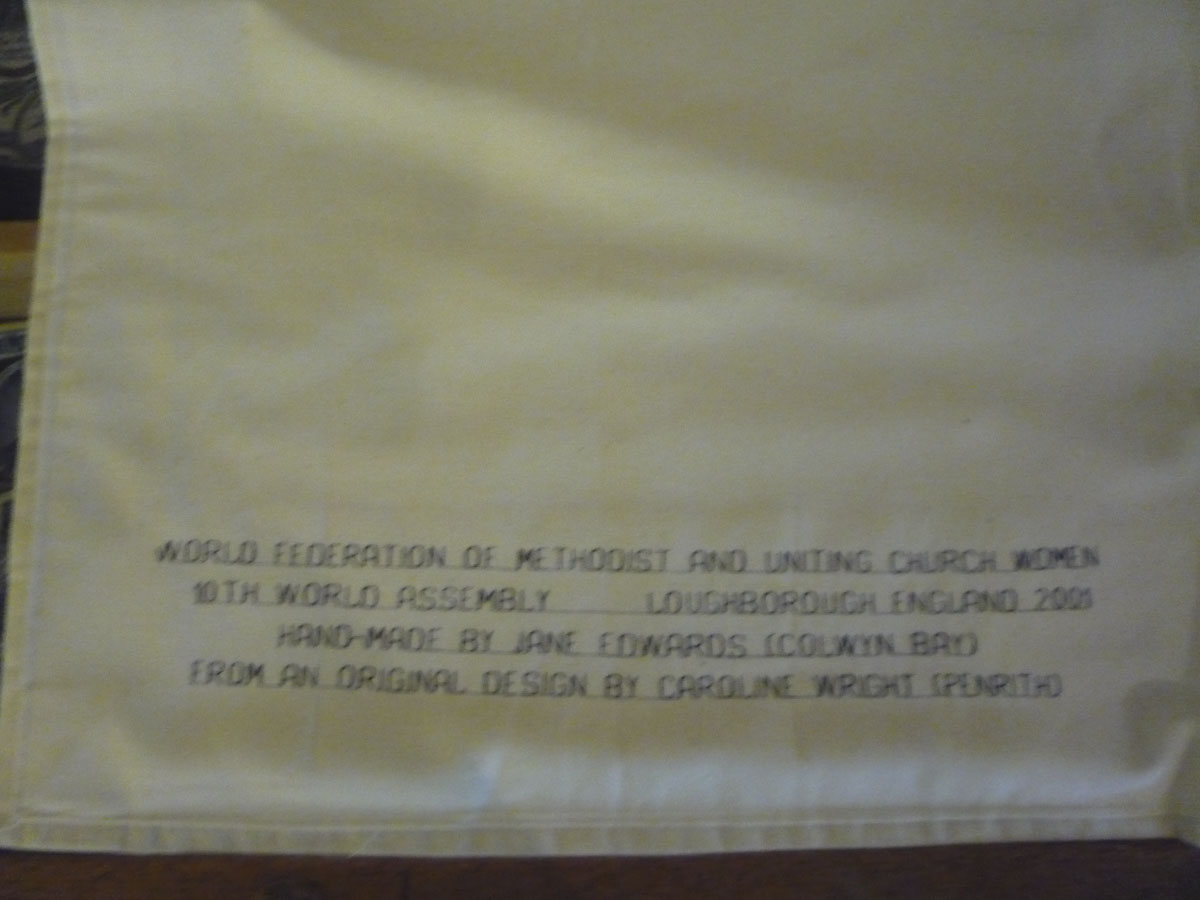 WORLD FEDERATION OF METHODIST AND UNITING CHURCH WOMEN
10TH WORLD ASSEMBLY LOUGHBOROUGH ENGLAND 2001
HAND-MADE BY JANE EDWARDS (COLWYN BAY)
FROM AN ORIGINAL DESIGN BY CAROLINE WRIGHT (PENRITH)